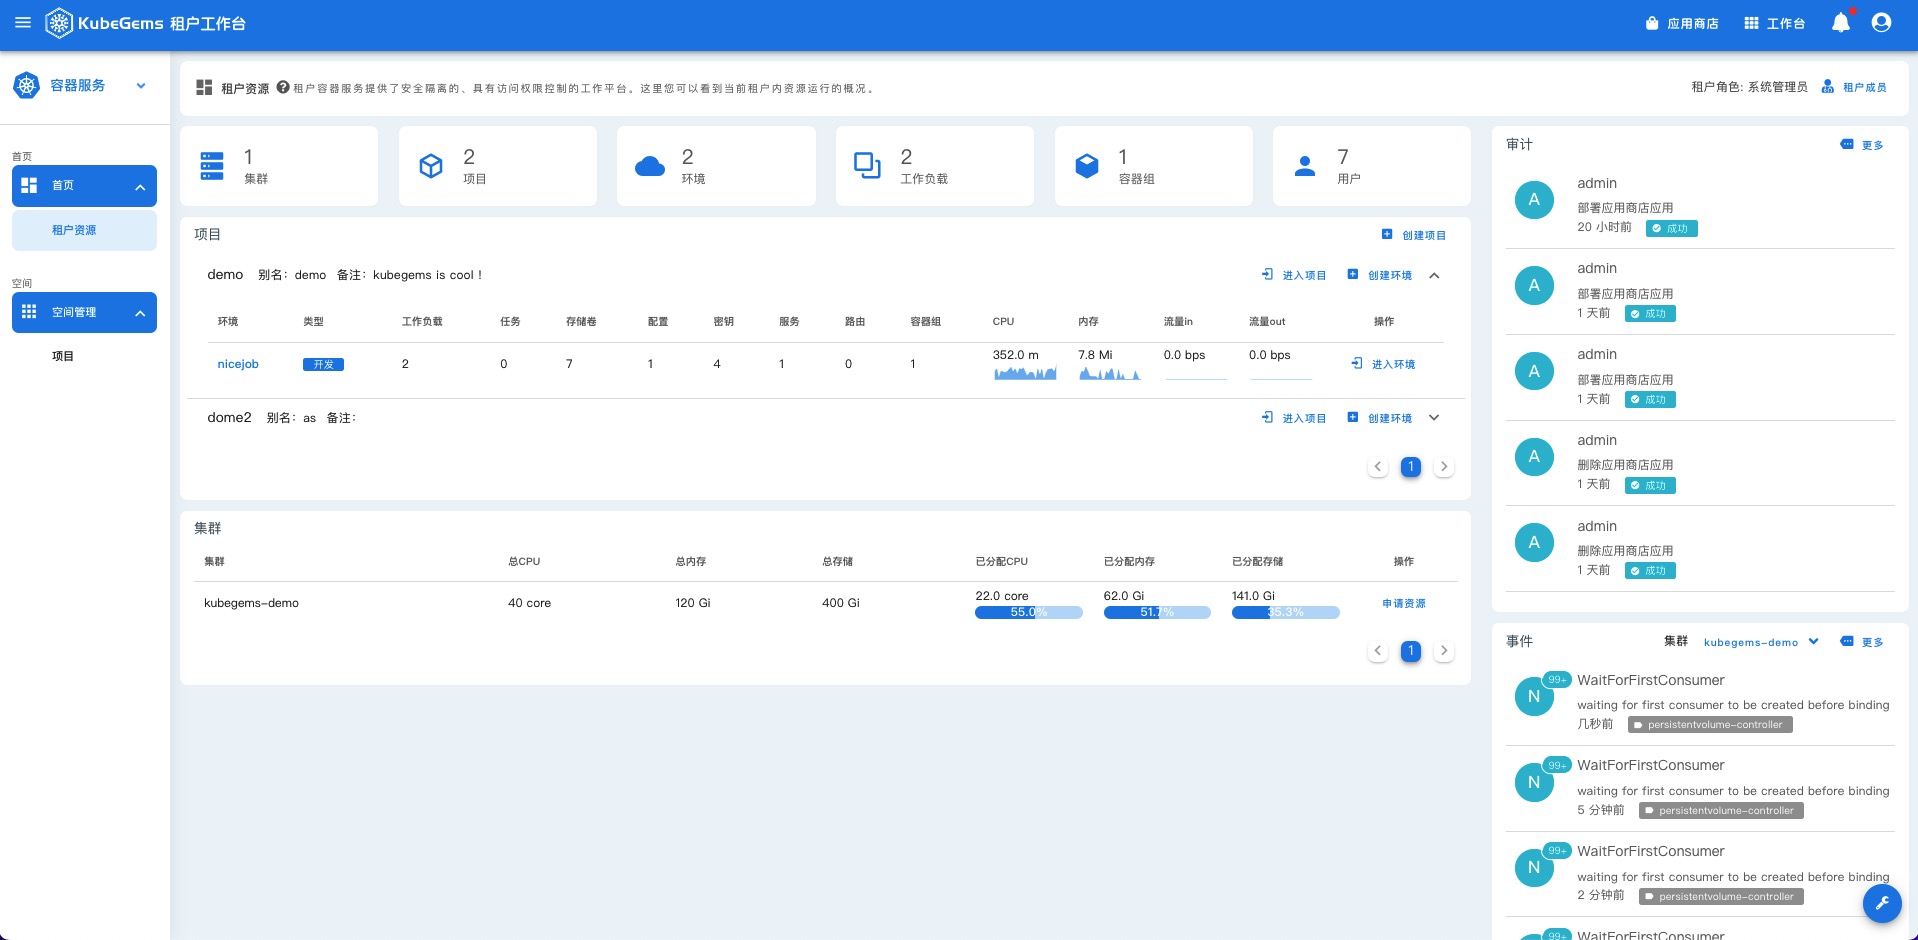 KubeGems 租户工作台
应用商店
工作台
容器服务
首页
首页
租户资源
空间
空间管理
项目
租户资源 租户容器服务提供了安全隔离的、具有访问权限控制的工作平台。这里您可以看到当前租户内资源运行的概况。
租户角色: 系统管理员 租户成员
1
集群
2
项目
2
环境
2
工作负载
1
容器组
7
用户
项目 创建项目
demo 别名：demo 备注：kubegems is cool！ 进入项目 创建环境
环境 类型 工作负载 任务 存储卷 配置 密钥 服务 路由 容器组 CPU 内存 流量in 流量out 操作
nicejob 开发 2 0 7 1 4 1 0 1 352.0 m 7.8 Mi 0.0 bps 0.0 bps 进入环境
dome2 别名：as 备注： 进入项目 创建环境
1
集群
集群 总CPU 总内存 总存储 已分配CPU 已分配内存 已分配存储 操作
kubegems-demo 40 core 120 Gi 400 Gi 22.0 core 62.0 Gi 141.0 Gi 申请资源
55.0% 51.7% 35.3%
1
审计 更多
A
admin
部署应用商店应用
20 小时前 成功
A
admin
部署应用商店应用
1 天前 成功
A
admin
部署应用商店应用
1 天前 成功
A
admin
删除应用商店应用
1 天前 成功
A
admin
删除应用商店应用
1 天前 成功
事件 集群 kubegems-demo 更多
N 99+
WaitForFirstConsumer
waiting for first consumer to be created before binding
几秒前 persistentvolume-controller
N 99+
WaitForFirstConsumer
waiting for first consumer to be created before binding
5 分钟前 persistentvolume-controller
N 99+
WaitForFirstConsumer
waiting for first consumer to be created before binding
2 分钟前 persistentvolume-controller
99+
WaitForFirstConsumer